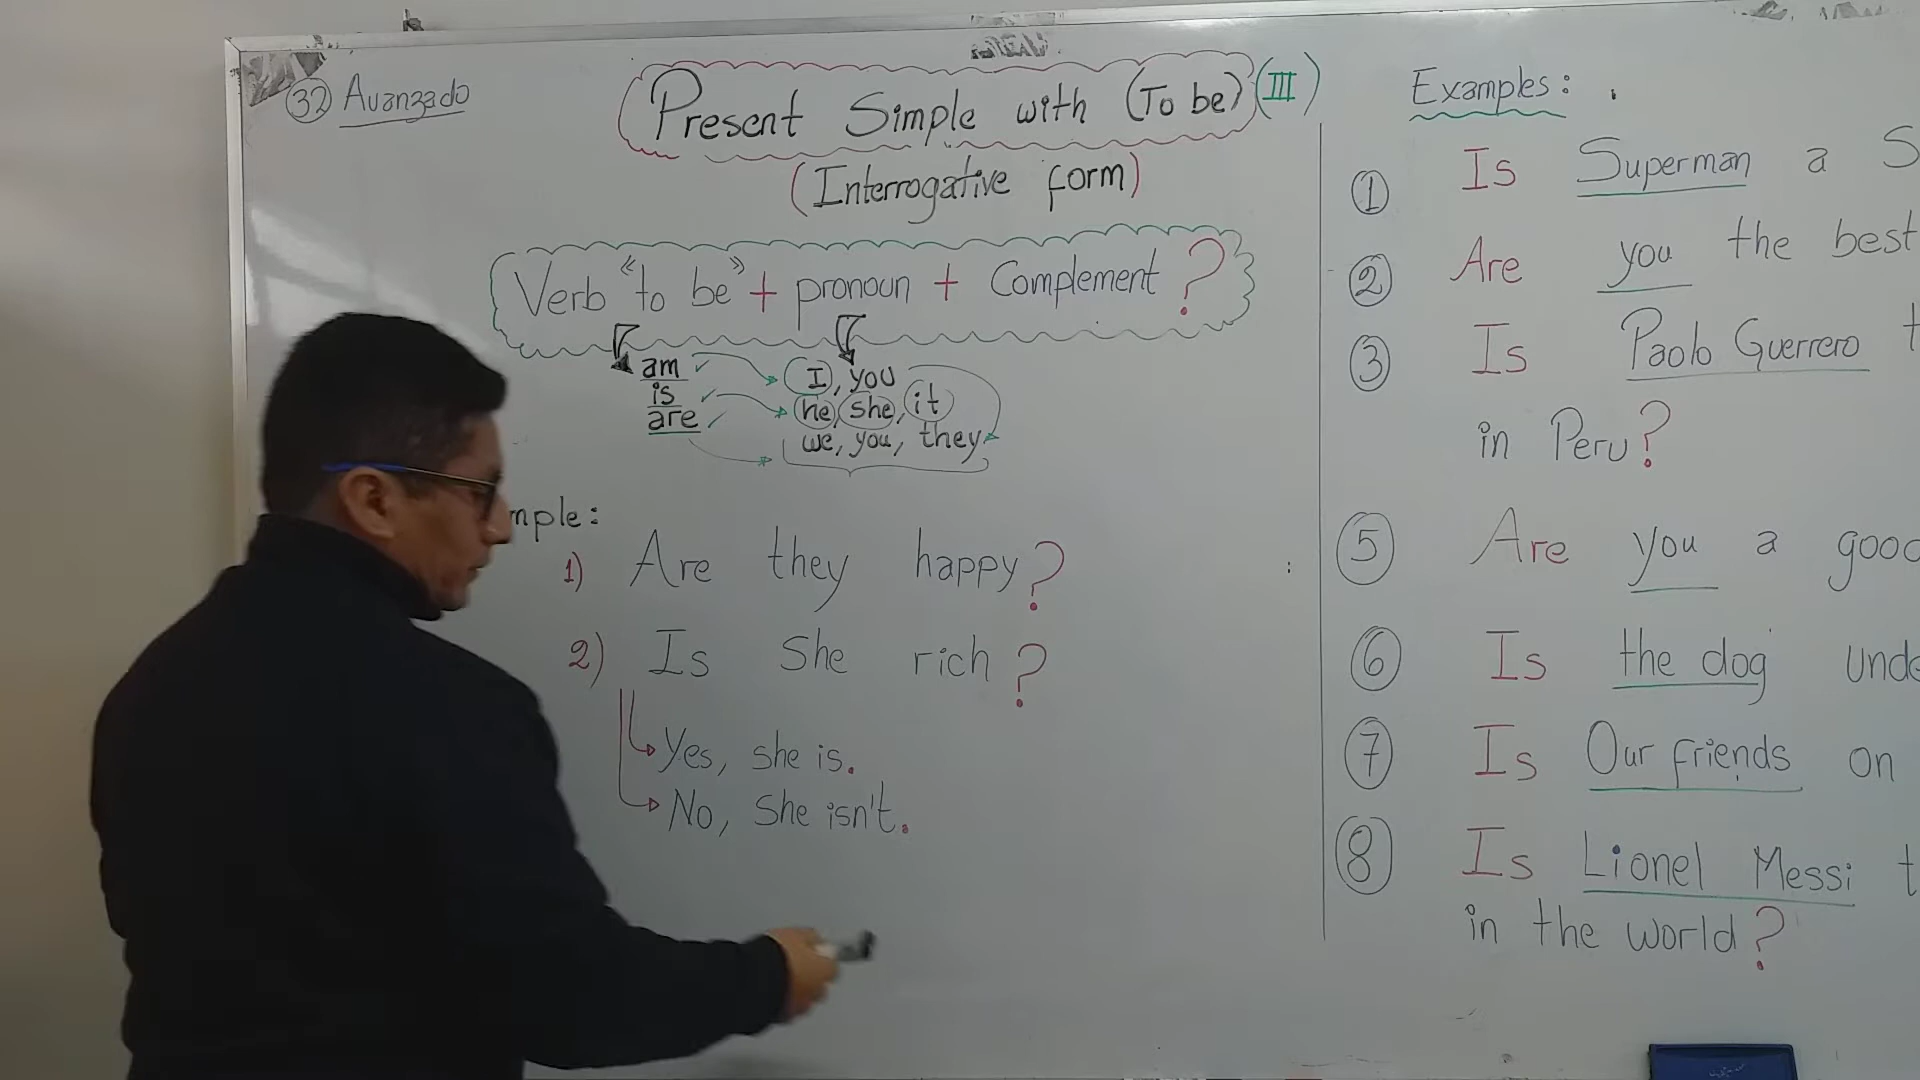 32 Avanzado
Present Simple with (To be) (III)
(Interrogative form)
Verb "to be" + pronoun + Complement ?
am
is
are
I, you
he, she, it
we, you, they
mple:
1) Are they happy?
2) Is She rich?
Yes, she is.
No, She isn't.
Examples:
1 Is Superman a S
2 Are you the best
3 Is Paolo Guerrero t
in Peru?
5 Are you a good
6 Is the dog unde
7 Is Our friends on
8 Is Lionel Messi t
in the world?